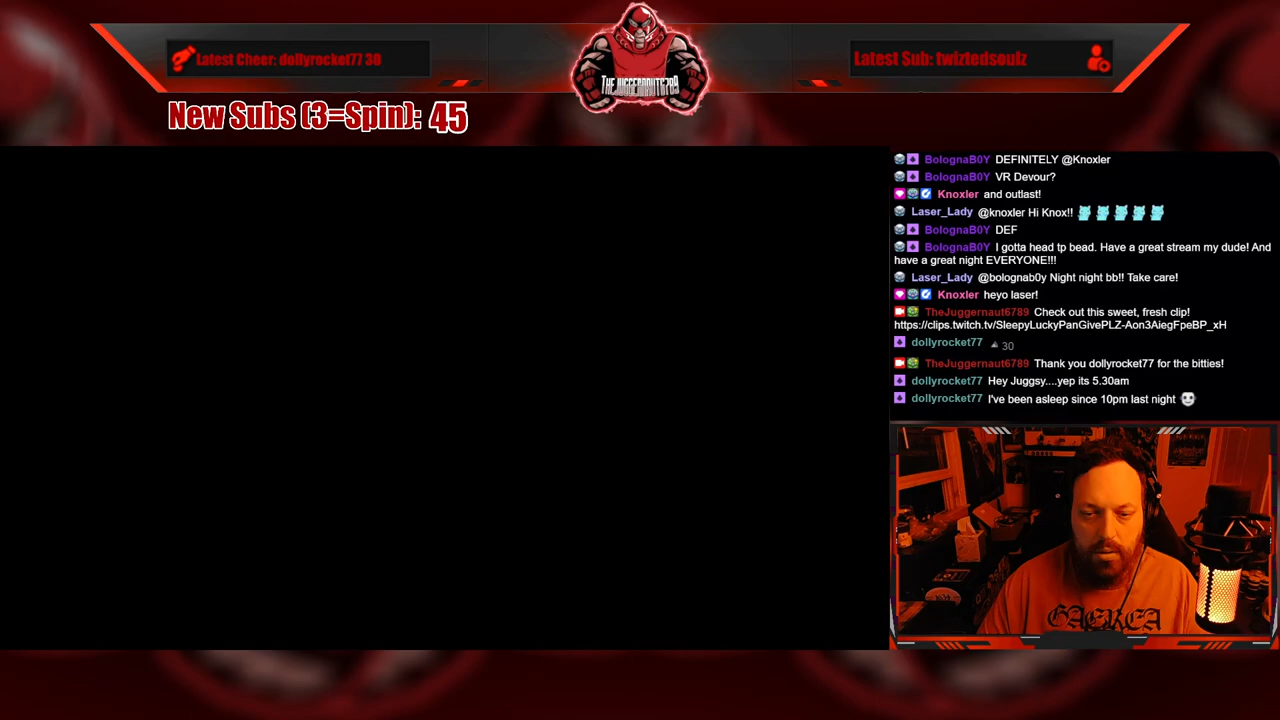 Latest Cheer: dollyrocket77 30
THEJUGGERNAUT6789
Latest Sub: twiztedsoulz
New Subs (3=Spin): 45
BolognaB0Y DEFINITELY @Knoxler
BolognaB0Y VR Devour?
Knoxler and outlast!
Laser_Lady @knoxler Hi Knox!!
BolognaB0Y DEF
BolognaB0Y I gotta head tp bead. Have a great stream my dude! And
have a great night EVERYONE!!!
Laser_Lady @bolognab0y Night night bb!! Take care!
Knoxler heyo laser!
TheJuggernaut6789 Check out this sweet, fresh clip!
https://clips.twitch.tv/SleepyLuckyPanGivePLZ-Aon3AiegFpeBP_xH
dollyrocket77 30
TheJuggernaut6789 Thank you dollyrocket77 for the bitties!
dollyrocket77 Hey Juggsy....yep its 5.30am
dollyrocket77 I've been asleep since 10pm last night
GAEREA